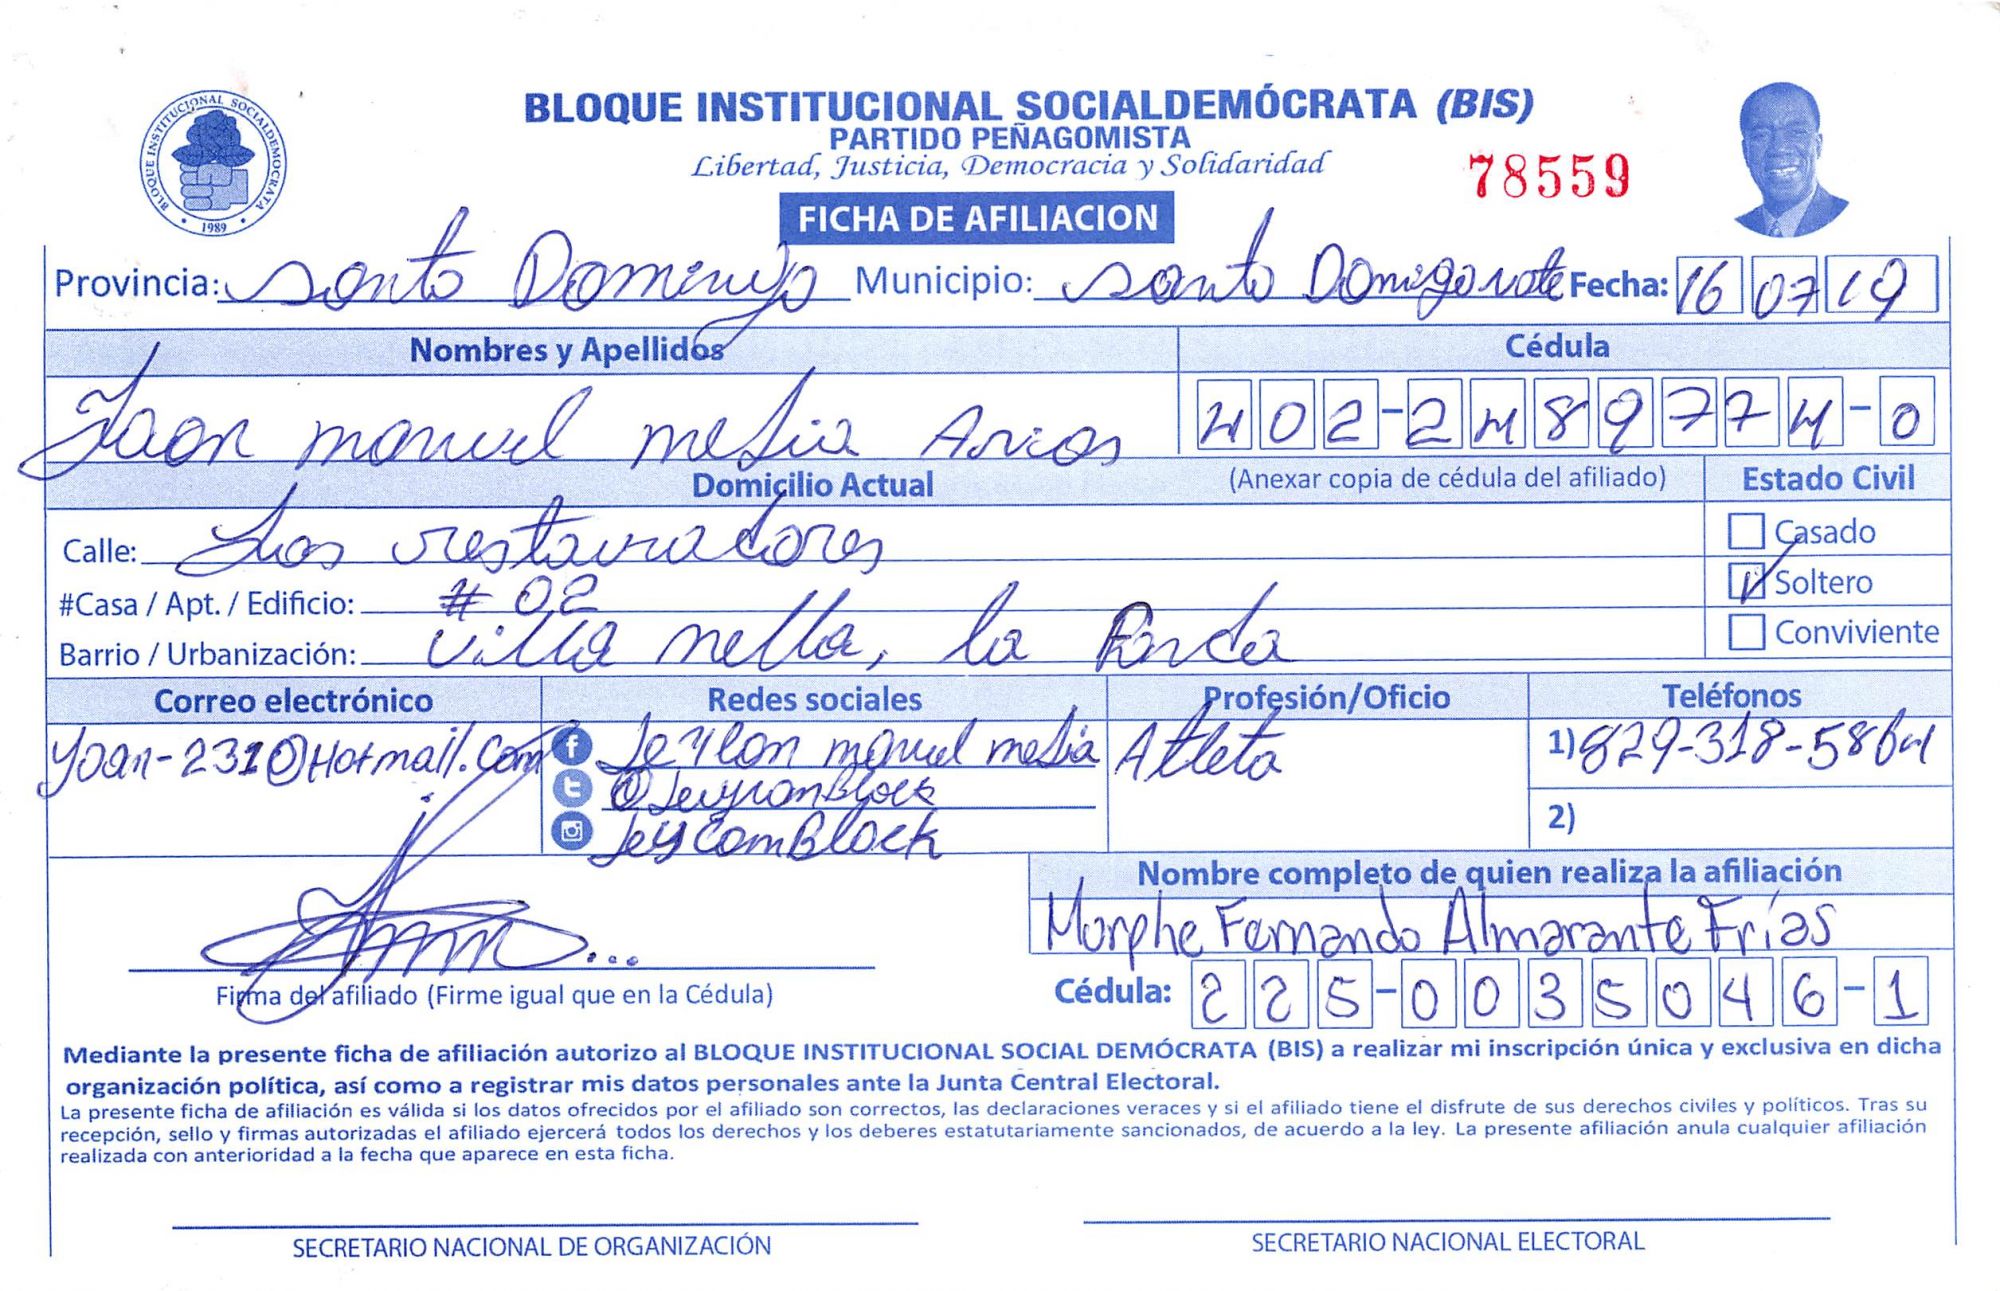 BLOQUE INSTITUCIONAL SOCIALDEMÓCRATA (BIS)
PARTIDO PEÑAGOMISTA
Libertad, Justicia, Democracia y Solidaridad
78559
BLOQUE INSTITUCIONAL SOCIALDEMOCRATA
1989
FICHA DE AFILIACION
Provincia: Santo Domingo Municipio: Santo Fecha: 16 07 19
Nombres y Apellidos Cédula
Yoan manuel mesia Arias 402-2489774-0
Domicilio Actual (Anexar copia de cédula del afiliado) Estado Civil
Calle: Los restauradores Casado
#Casa / Apt. / Edificio: # 02 Soltero
Barrio / Urbanización: villa mella, la Conviviente
Correo electrónico Redes sociales Profesión/Oficio Teléfonos
yoan-231@Hotmail.com manuel mesia Atleta 1) 829-318-5864
2)
Nombre completo de quien realiza la afiliación
Morphe Fernando Almarante Frías
Firma del afiliado (Firme igual que en la Cédula) Cédula: 225-0035046-1
Mediante la presente ficha de afiliación autorizo al BLOQUE INSTITUCIONAL SOCIAL DEMÓCRATA (BIS) a realizar mi inscripción única y exclusiva en dicha
organización política, así como a registrar mis datos personales ante la Junta Central Electoral.
La presente ficha de afiliación es válida si los datos ofrecidos por el afiliado son correctos, las declaraciones veraces y si el afiliado tiene el disfrute de sus derechos civiles y políticos. Tras su
recepción, sello y firmas autorizadas el afiliado ejercerá todos los derechos y los deberes estatutariamente sancionados, de acuerdo a la ley. La presente afiliación anula cualquier afiliación
realizada con anterioridad a la fecha que aparece en esta ficha.
SECRETARIO NACIONAL DE ORGANIZACIÓN SECRETARIO NACIONAL ELECTORAL